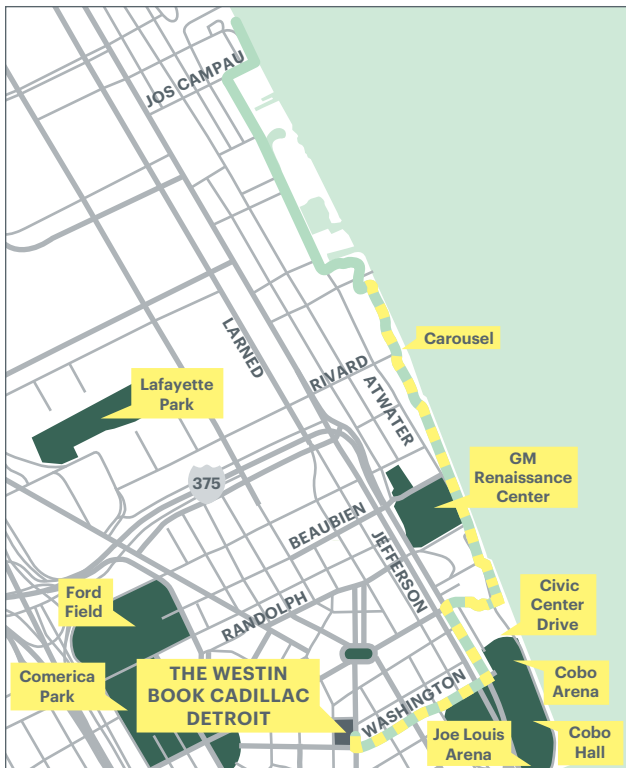 JOS CAMPAU
LARNED
Carousel
RIVARD
ATWATER
Lafayette
Park
GM
Renaissance
Center
375
BEAUBIEN
JEFFERSON
Ford
Field
RANDOLPH
Civic
Center
Drive
Comerica
Park
THE WESTIN
BOOK CADILLAC
DETROIT
WASHINGTON
Cobo
Arena
Joe Louis
Arena
Cobo
Hall